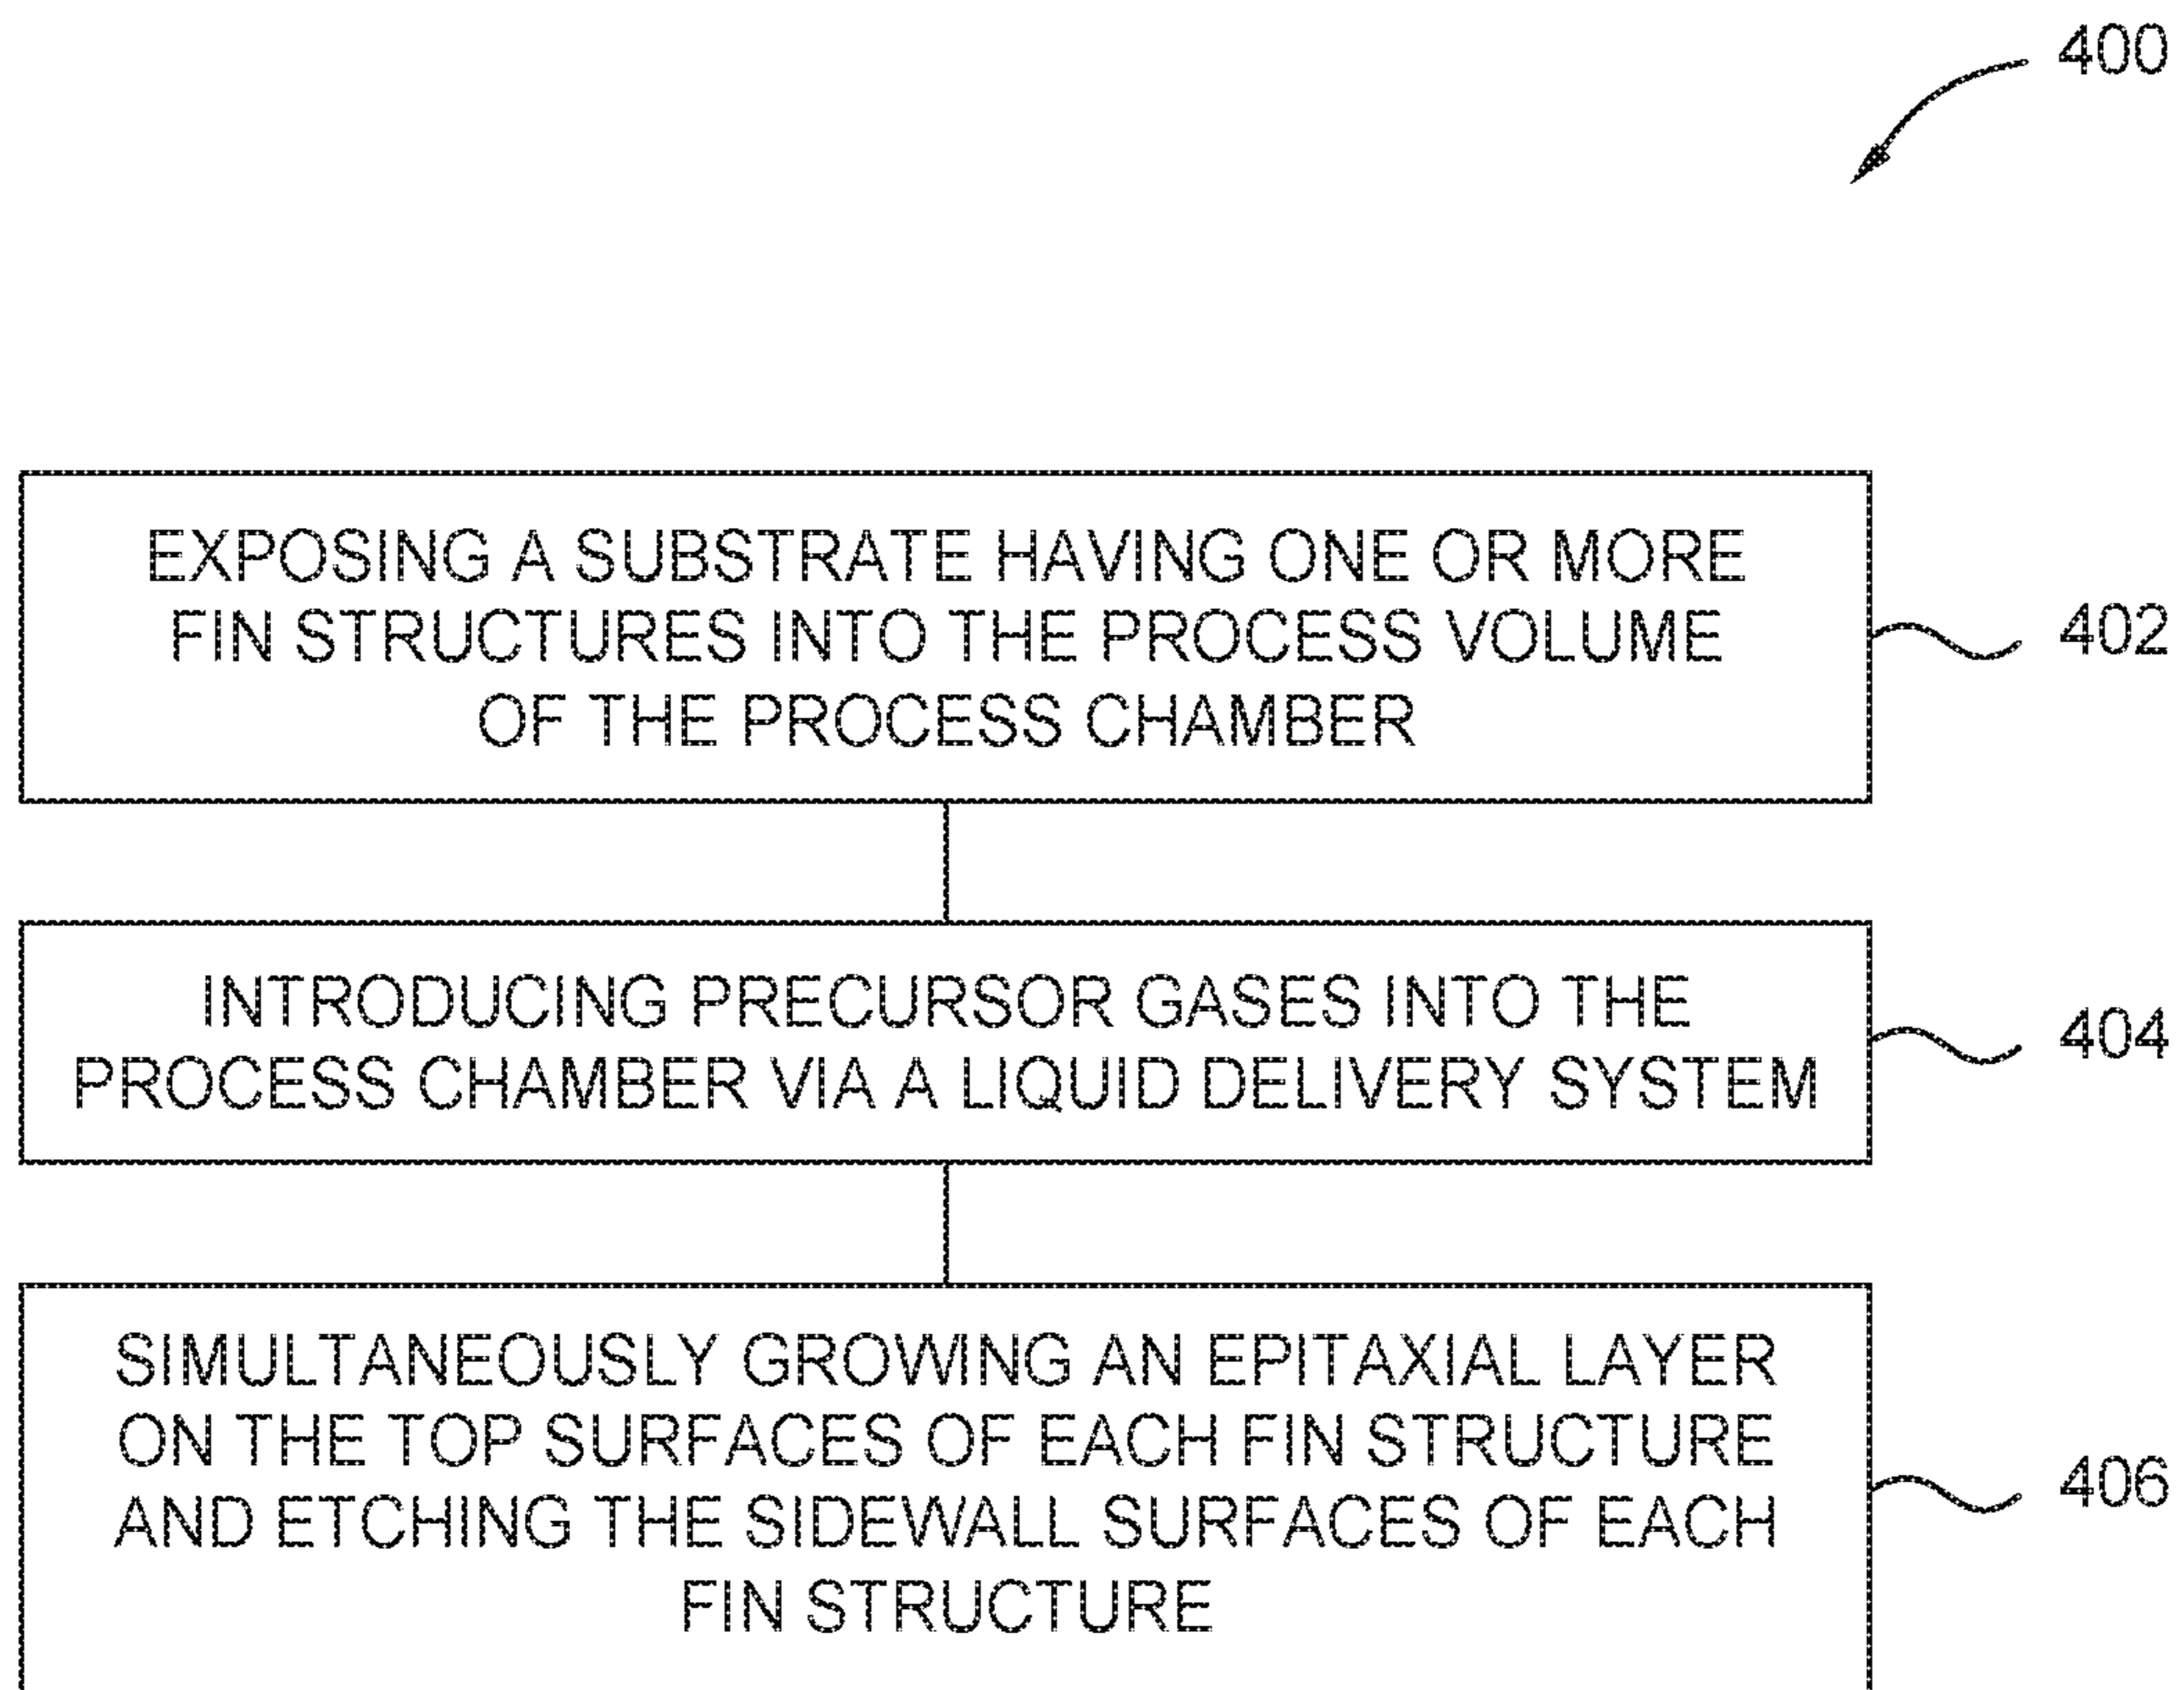 400
EXPOSING A SUBSTRATE HAVING ONE OR MORE
FIN STRUCTURES INTO THE PROCESS VOLUME
OF THE PROCESS CHAMBER
402
INTRODUCING PRECURSOR GASES INTO THE
PROCESS CHAMBER VIA A LIQUID DELIVERY SYSTEM
404
SIMULTANEOUSLY GROWING AN EPITAXIAL LAYER
ON THE TOP SURFACES OF EACH FIN STRUCTURE
AND ETCHING THE SIDEWALL SURFACES OF EACH
FIN STRUCTURE
406